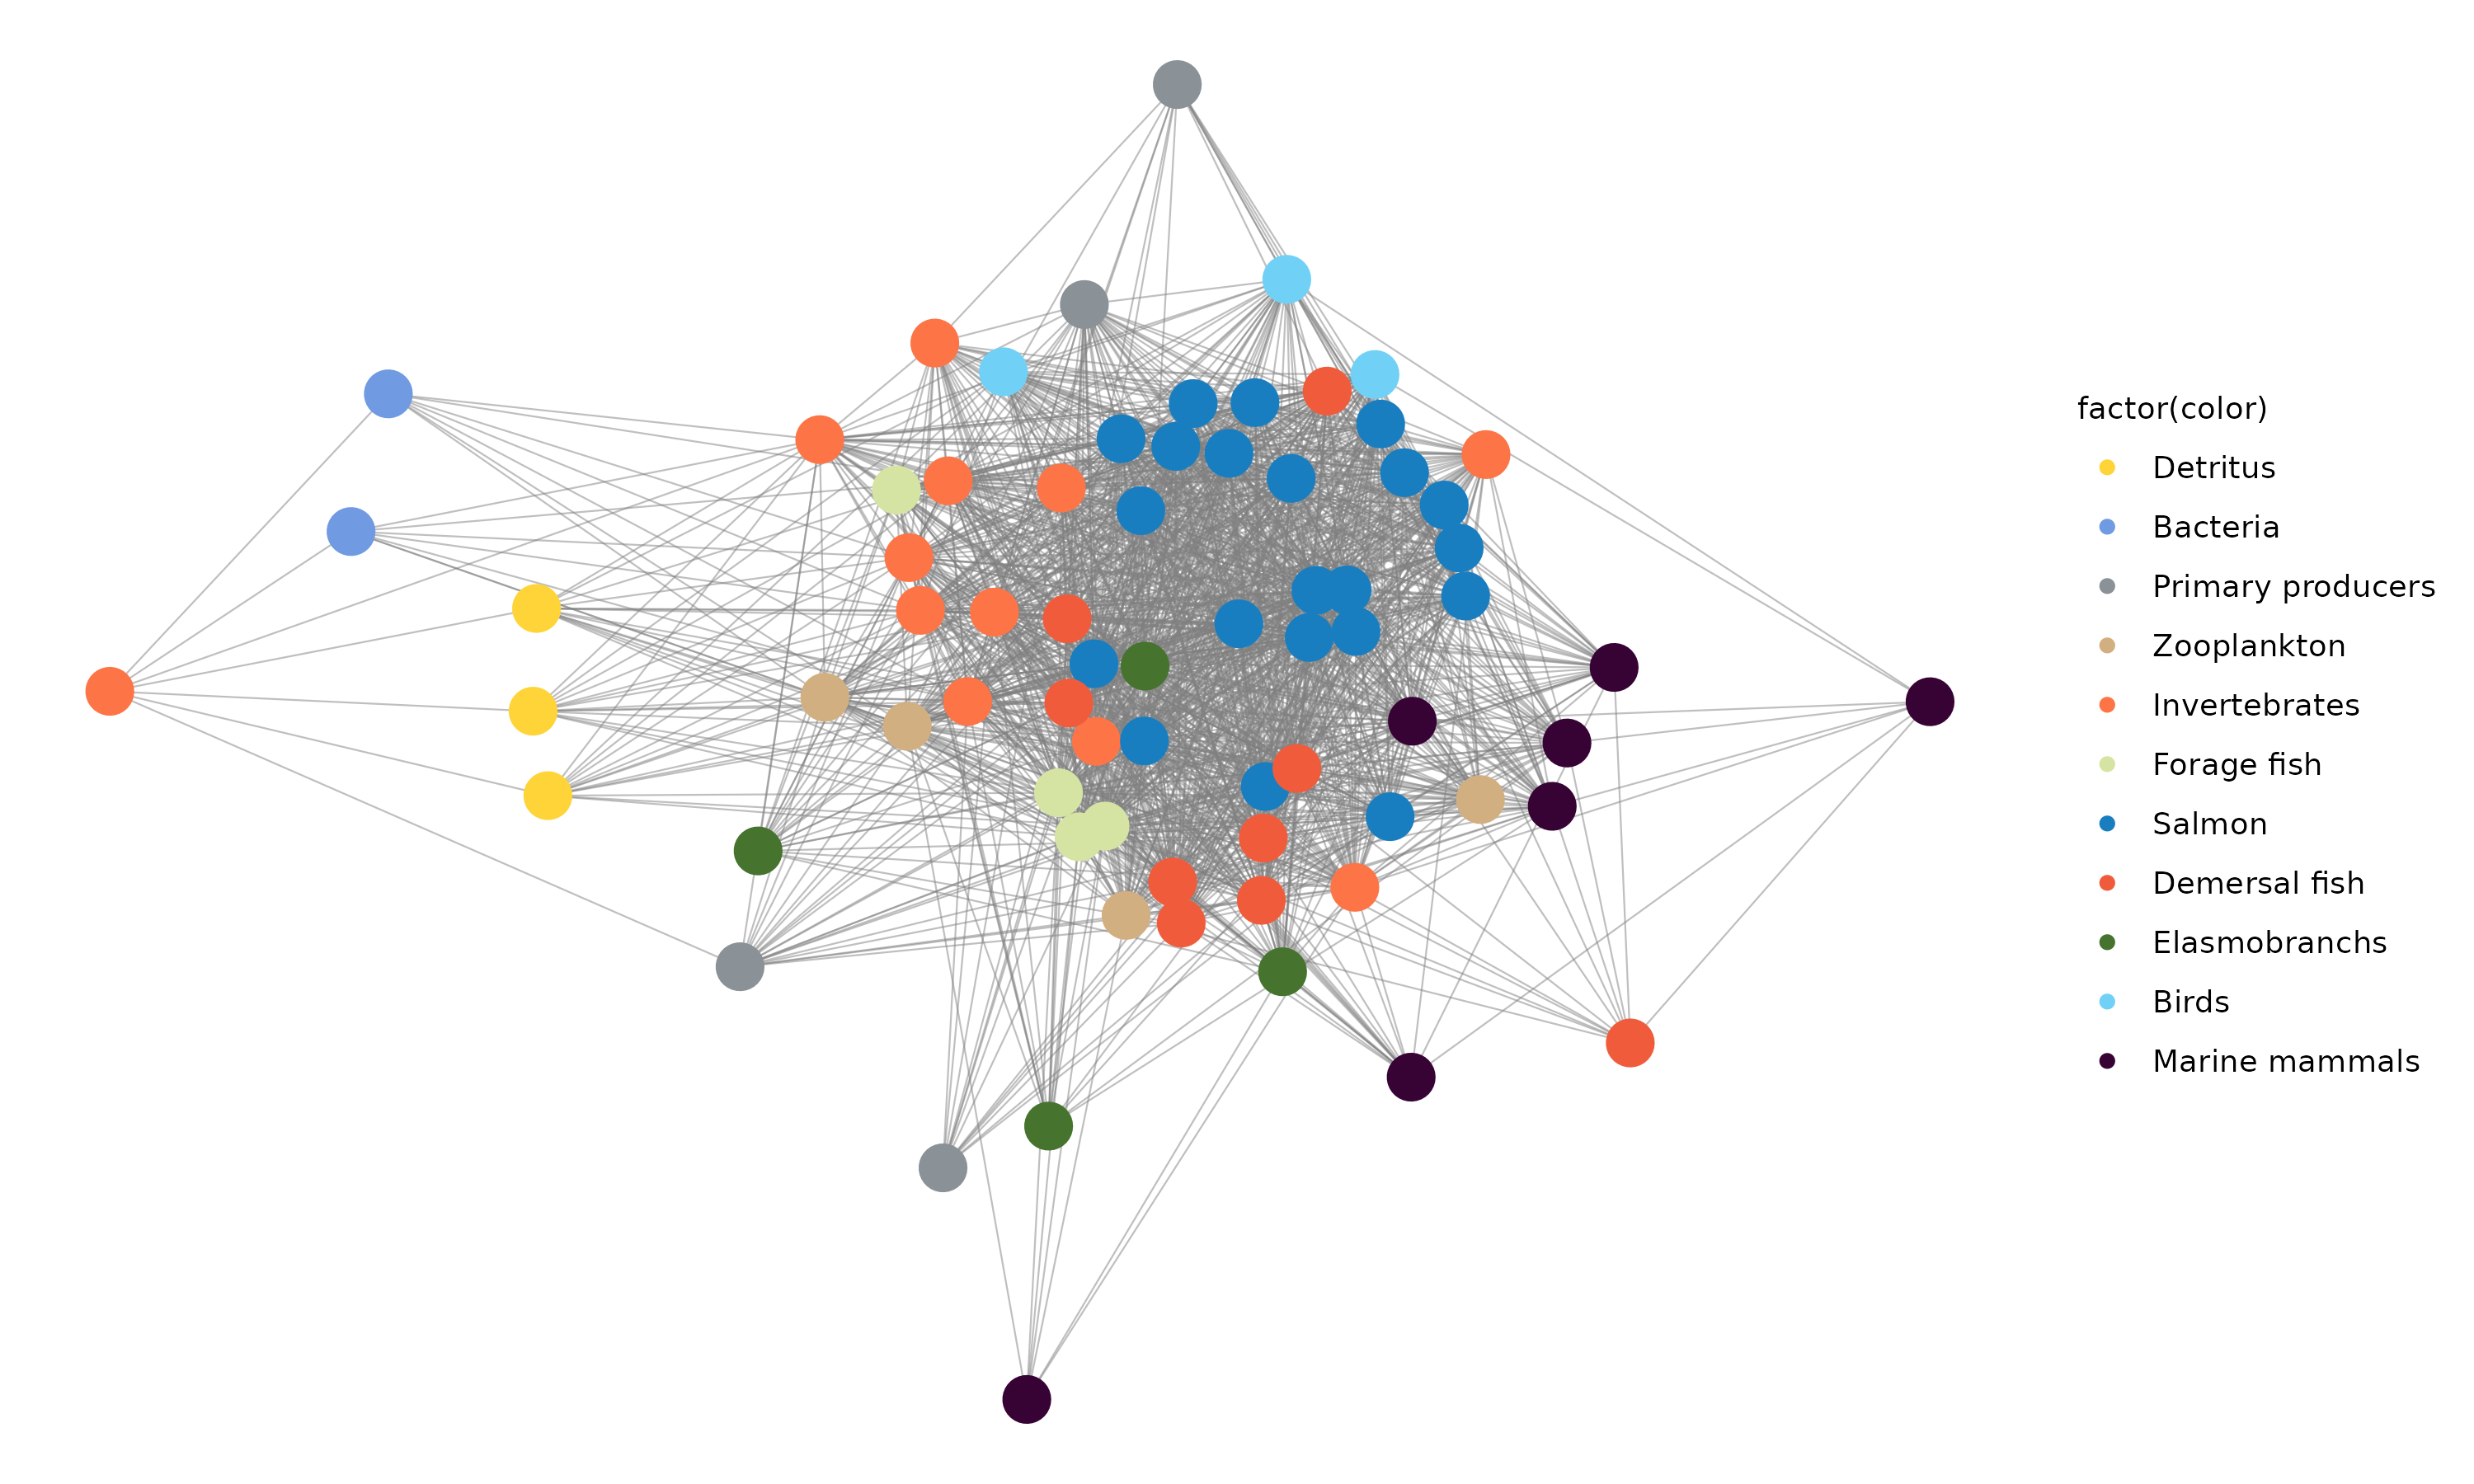 factor(color)
Detritus
Bacteria
Primary producers
Zooplankton
Invertebrates
Forage fish
Salmon
Demersal fish
Elasmobranchs
Birds
Marine mammals